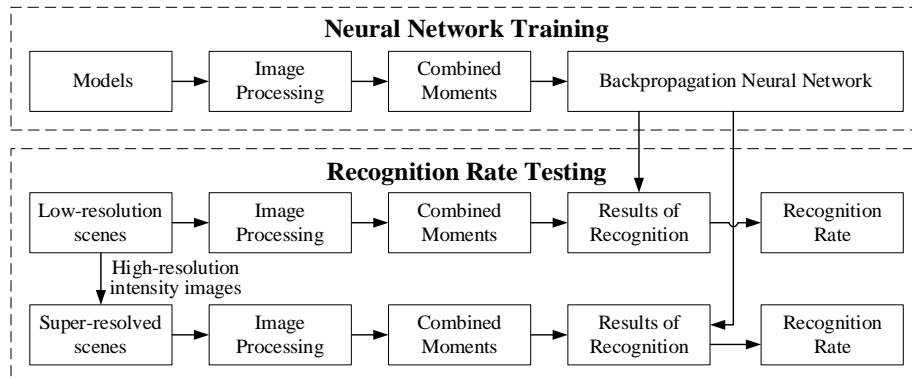 Neural Network Training
Models
Image
Processing
Combined
Moments
Backpropagation Neural Network
Recognition Rate Testing
Low-resolution
scenes
Image
Processing
Combined
Moments
Results of
Recognition
Recognition
Rate
High-resolution
intensity images
Super-resolved
scenes
Image
Processing
Combined
Moments
Results of
Recognition
Recognition
Rate